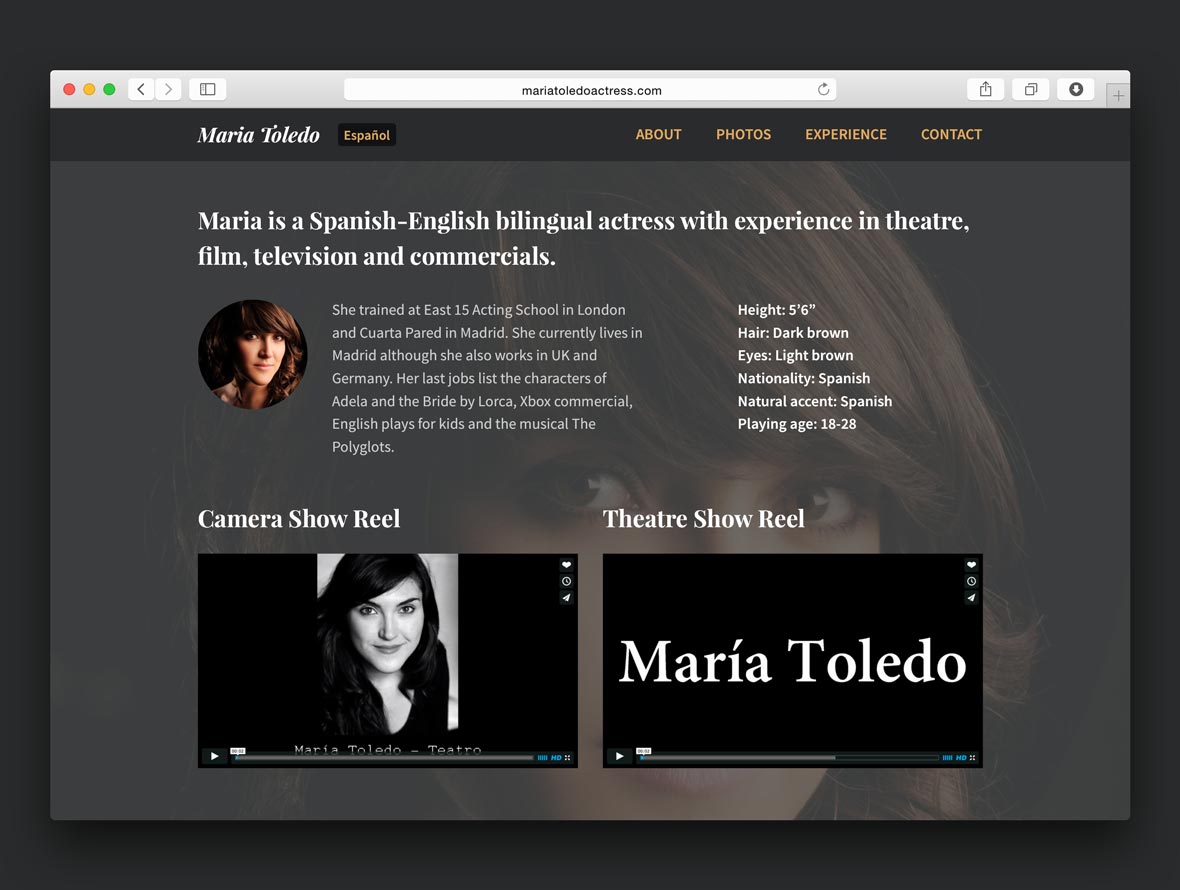 mariatoledoactress.com
Maria Toledo
Español
ABOUT
PHOTOS
EXPERIENCE
CONTACT
Maria is a Spanish-English bilingual actress with experience in theatre,
film, television and commercials.
She trained at East 15 Acting School in London
and Cuarta Pared in Madrid. She currently lives in
Madrid although she also works in UK and
Germany. Her last jobs list the characters of
Adela and the Bride by Lorca, Xbox commercial,
English plays for kids and the musical The
Polyglots.
Height: 5’6”
Hair: Dark brown
Eyes: Light brown
Nationality: Spanish
Natural accent: Spanish
Playing age: 18-28
Camera Show Reel
María Toledo - Teatro
00:02
HD
Theatre Show Reel
María Toledo
00:02
HD